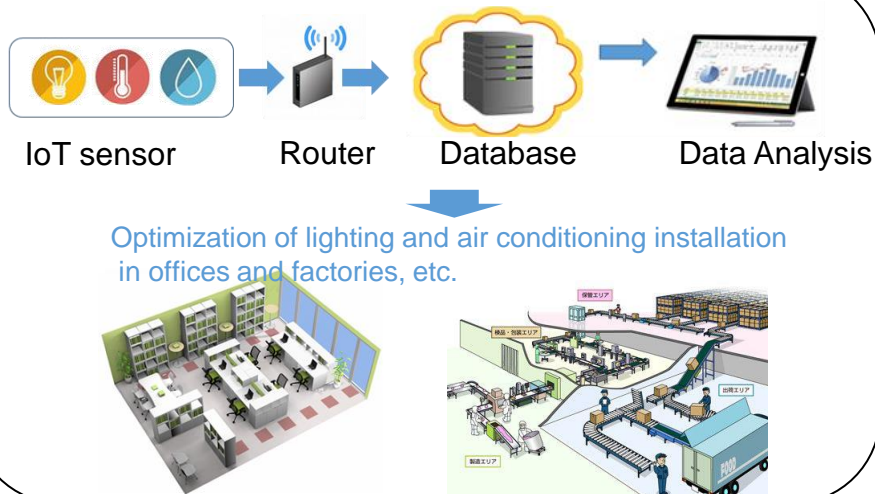 IoT sensor
Router
Database
Data Analysis
Optimization of lighting and air conditioning installation
in offices and factories, etc.
保管エリア
検品・包装エリア
出荷エリア
製造エリア
FOOD